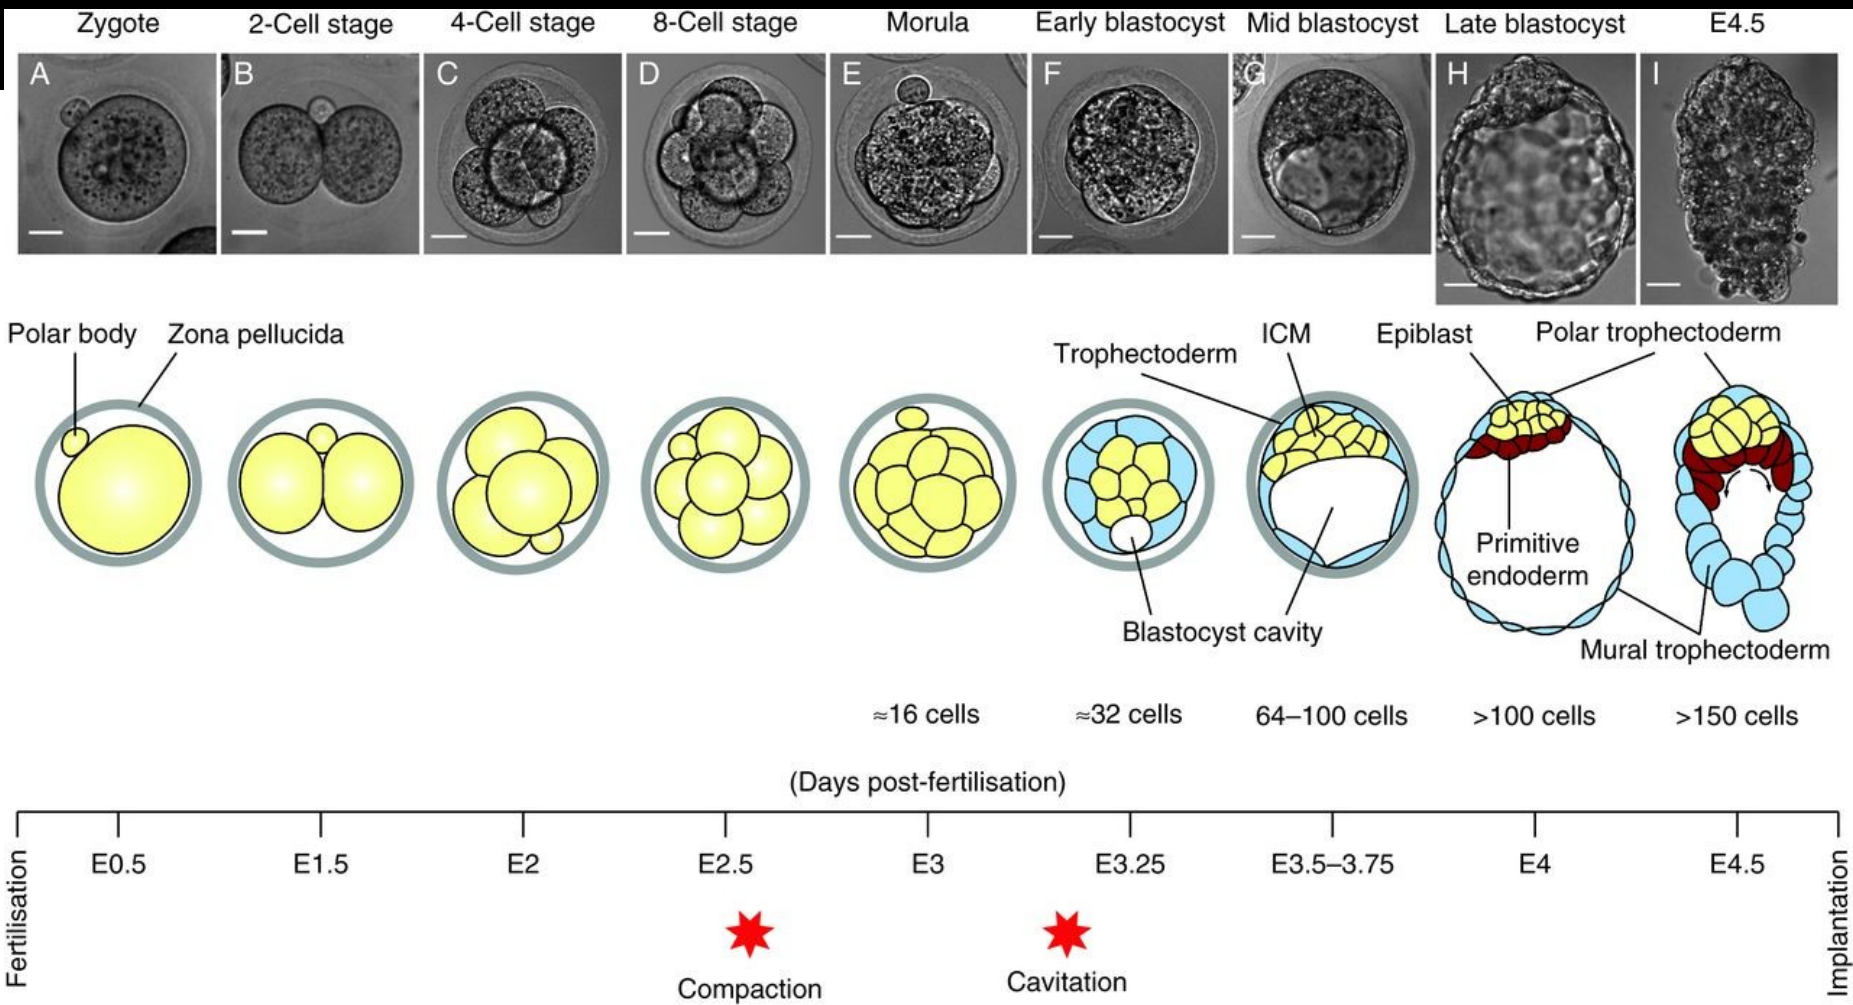 Zygote
2-Cell stage
4-Cell stage
8-Cell stage
Morula
Early blastocyst
Mid blastocyst
Late blastocyst
E4.5
A
B
C
D
E
F
G
H
I
Polar body
Zona pellucida
Trophectoderm
ICM
Epiblast
Polar trophectoderm
Primitive
endoderm
Blastocyst cavity
Mural trophectoderm
≈16 cells
≈32 cells
64–100 cells
>100 cells
>150 cells
(Days post-fertilisation)
Fertilisation
E0.5
E1.5
E2
E2.5
E3
E3.25
E3.5–3.75
E4
E4.5
Implantation
Compaction
Cavitation